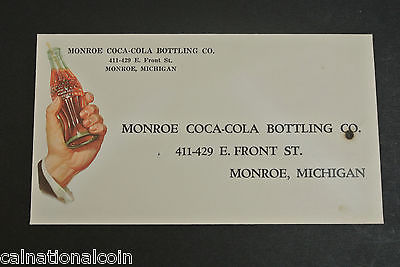 MONROE COCA-COLA BOTTLING CO.
411-429 E. Front St.
MONROE, MICHIGAN
MONROE COCA-COLA BOTTLING CO.
411-429 E. FRONT ST.
MONROE, MICHIGAN
calnationalcoin